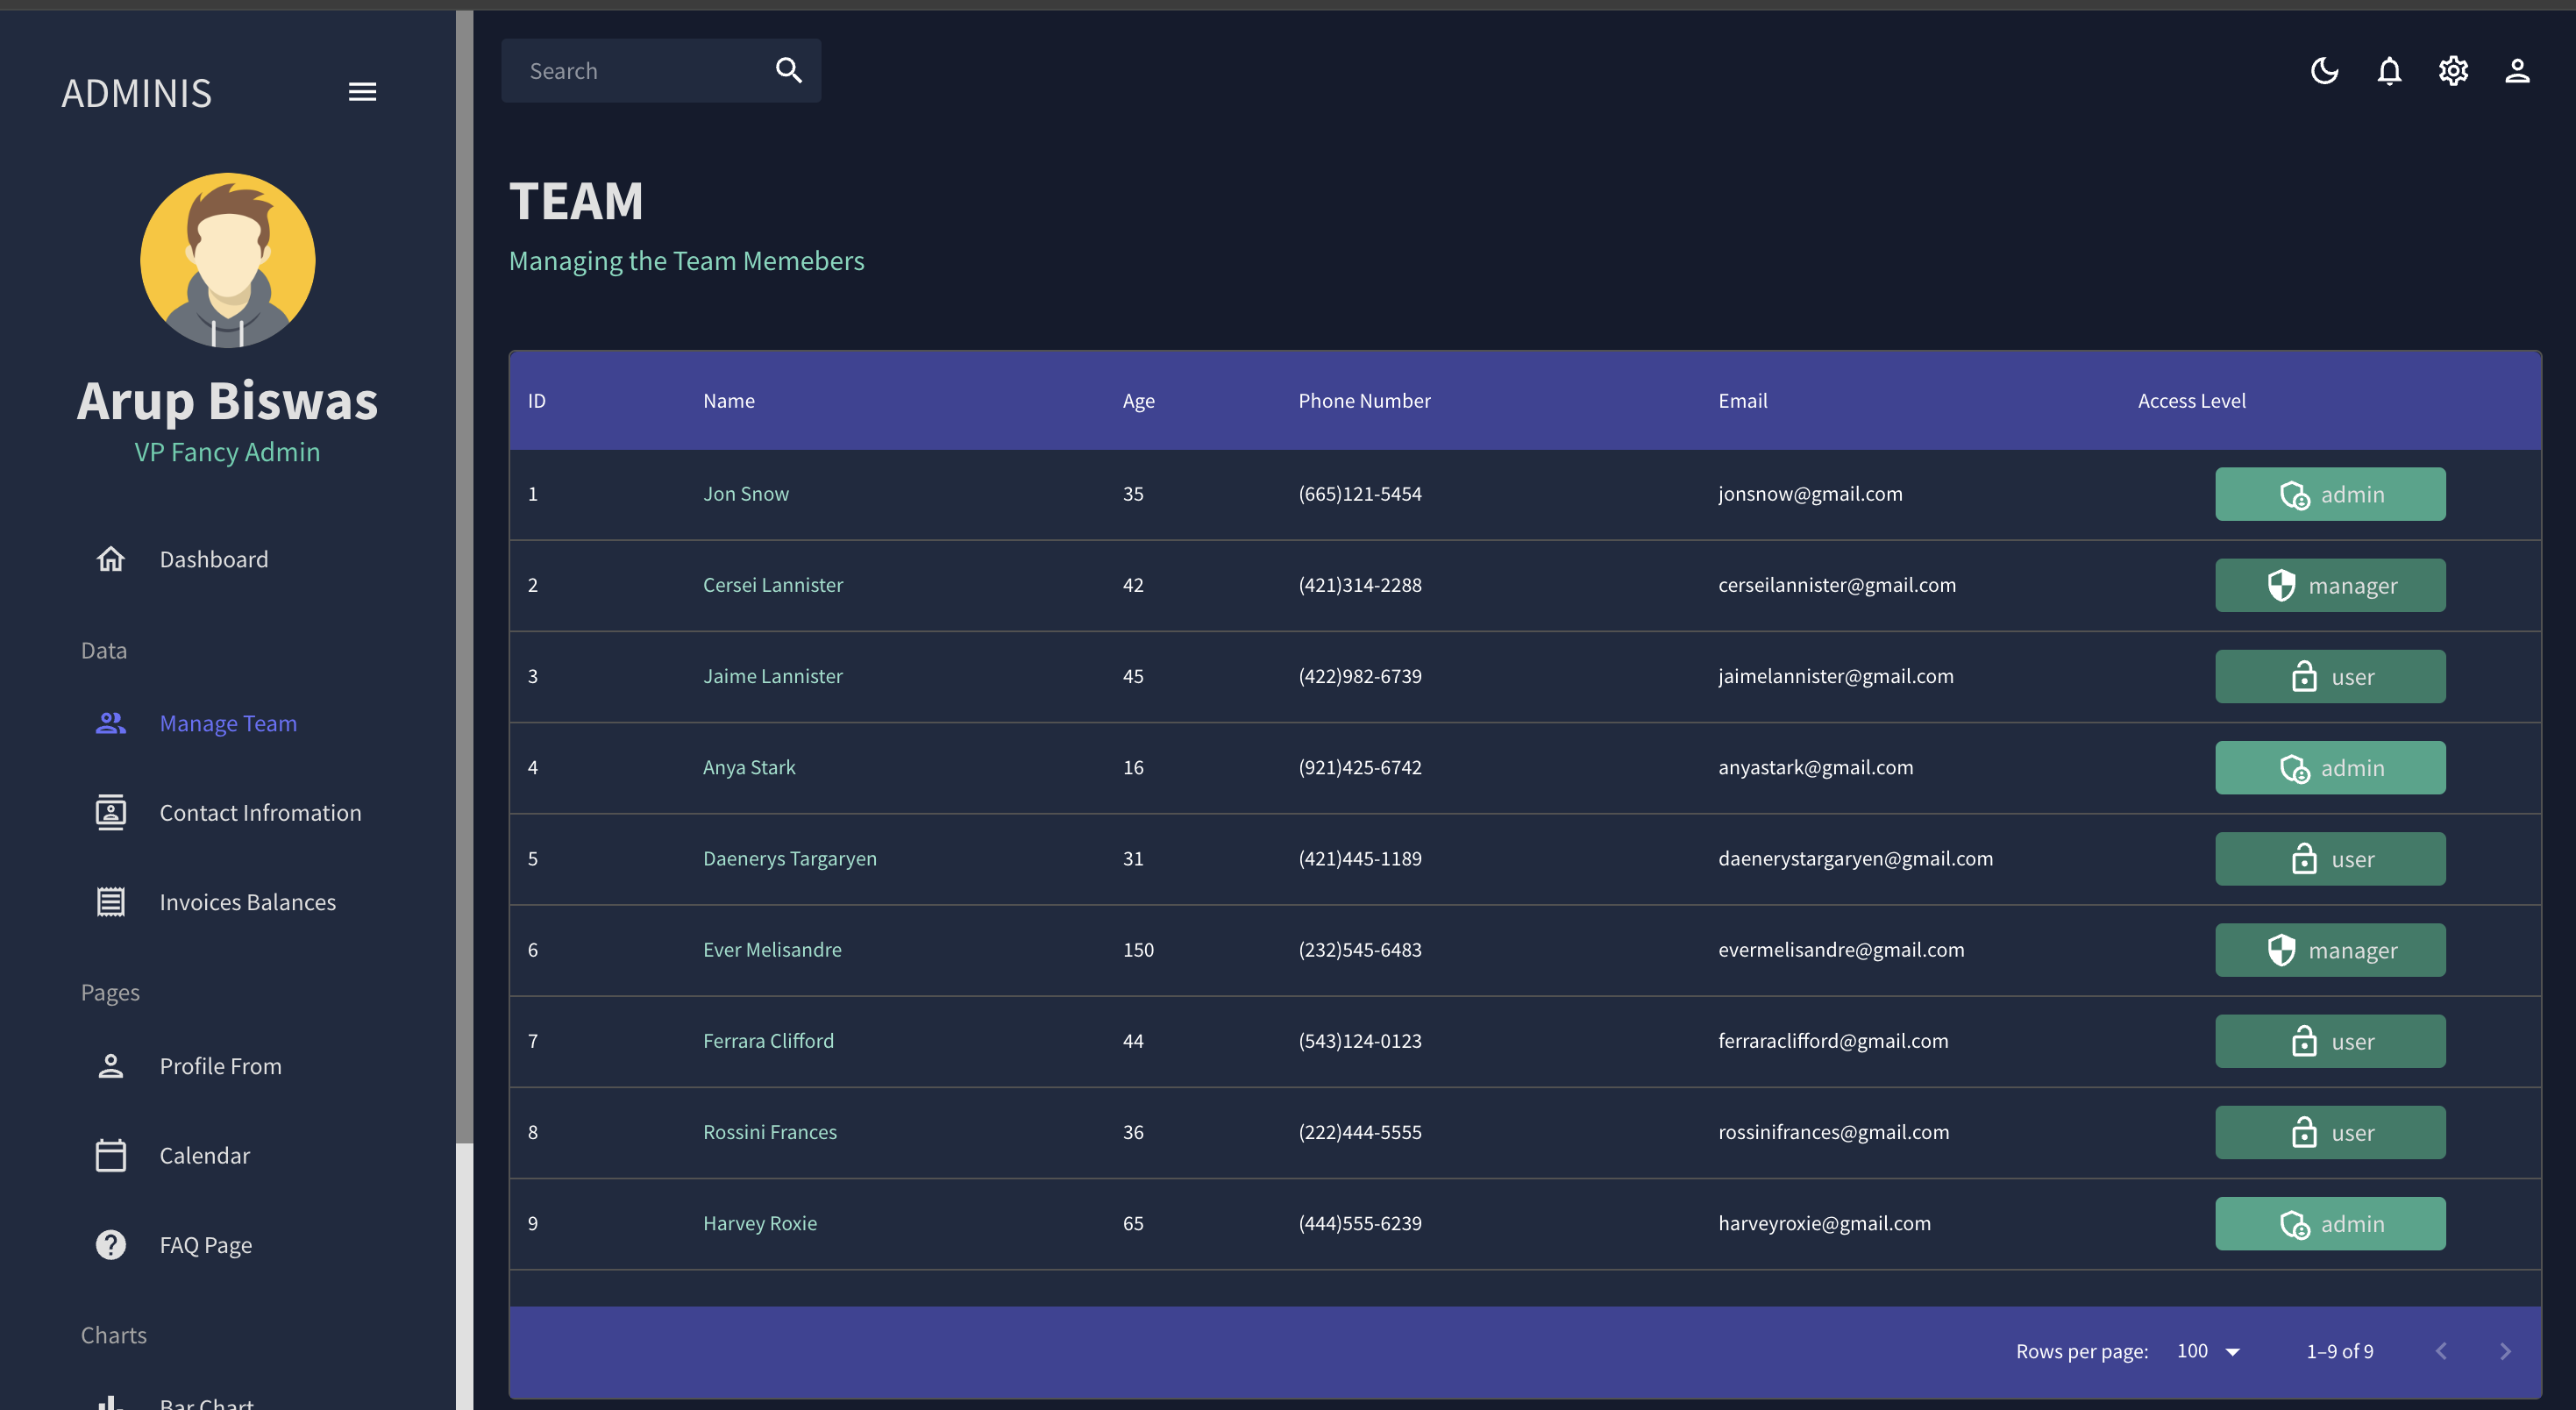 ADMINIS
Arup Biswas
VP Fancy Admin
Dashboard
Data
Manage Team
Contact Infromation
Invoices Balances
Pages
Profile From
Calendar
FAQ Page
Charts
Bar Chart
Search
TEAM
Managing the Team Memebers
ID Name Age Phone Number Email Access Level
1 Jon Snow 35 (665)121-5454 jonsnow@gmail.com admin
2 Cersei Lannister 42 (421)314-2288 cerseilannister@gmail.com manager
3 Jaime Lannister 45 (422)982-6739 jaimelannister@gmail.com user
4 Anya Stark 16 (921)425-6742 anyastark@gmail.com admin
5 Daenerys Targaryen 31 (421)445-1189 daenerystargaryen@gmail.com user
6 Ever Melisandre 150 (232)545-6483 evermelisandre@gmail.com manager
7 Ferrara Clifford 44 (543)124-0123 ferraraclifford@gmail.com user
8 Rossini Frances 36 (222)444-5555 rossinifrances@gmail.com user
9 Harvey Roxie 65 (444)555-6239 harveyroxie@gmail.com admin
Rows per page: 100 1–9 of 9